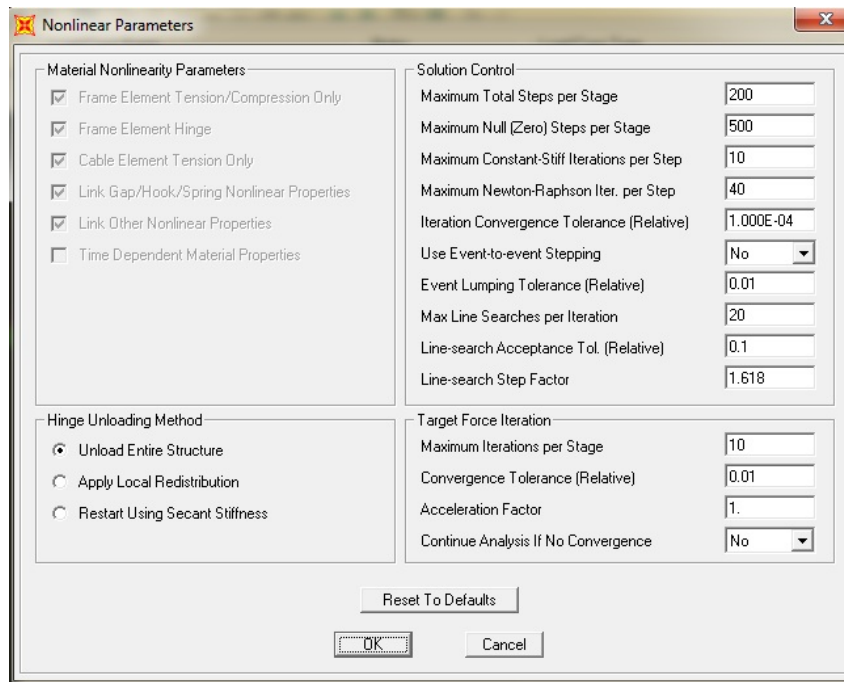 Nonlinear Parameters
Material Nonlinearity Parameters
Frame Element Tension/Compression Only
Frame Element Hinge
Cable Element Tension Only
Link Gap/Hook/Spring Nonlinear Properties
Link Other Nonlinear Properties
Time Dependent Material Properties
Solution Control
Maximum Total Steps per Stage 200
Maximum Null (Zero) Steps per Stage 500
Maximum Constant-Stiff Iterations per Step 10
Maximum Newton-Raphson Iter. per Step 40
Iteration Convergence Tolerance (Relative) 1.000E-04
Use Event-to-event Stepping No
Event Lumping Tolerance (Relative) 0.01
Max Line Searches per Iteration 20
Line-search Acceptance Tol. (Relative) 0.1
Line-search Step Factor 1.618
Hinge Unloading Method
Unload Entire Structure
Apply Local Redistribution
Restart Using Secant Stiffness
Target Force Iteration
Maximum Iterations per Stage 10
Convergence Tolerance (Relative) 0.01
Acceleration Factor 1.
Continue Analysis If No Convergence No
Reset To Defaults
OK Cancel